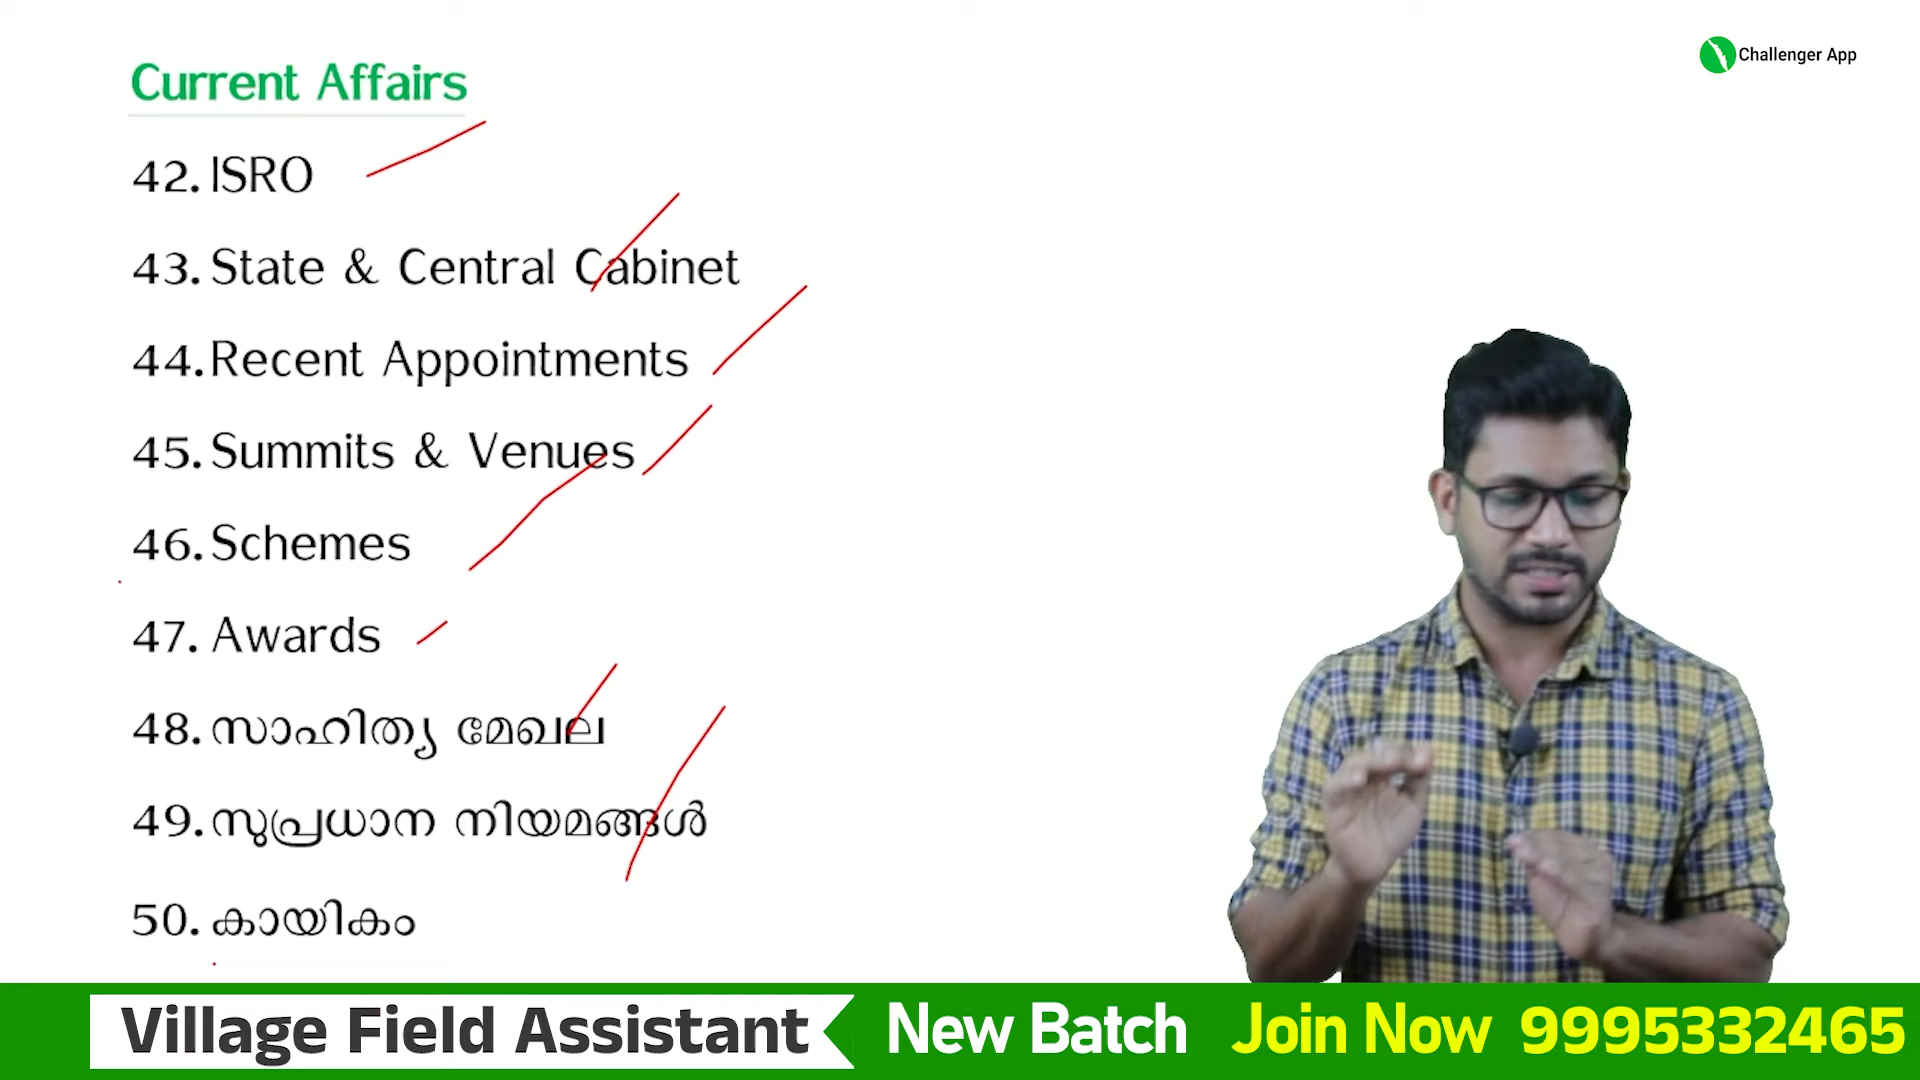 Challenger App
Current Affairs
42. ISRO
43. State & Central Cabinet
44. Recent Appointments
45. Summits & Venues
46. Schemes
47. Awards
48. സാഹിത്യ മേഖല
49. സുപ്രധാന നിയമങ്ങൾ
50. കായികം
Village Field Assistant New Batch Join Now 9995332465